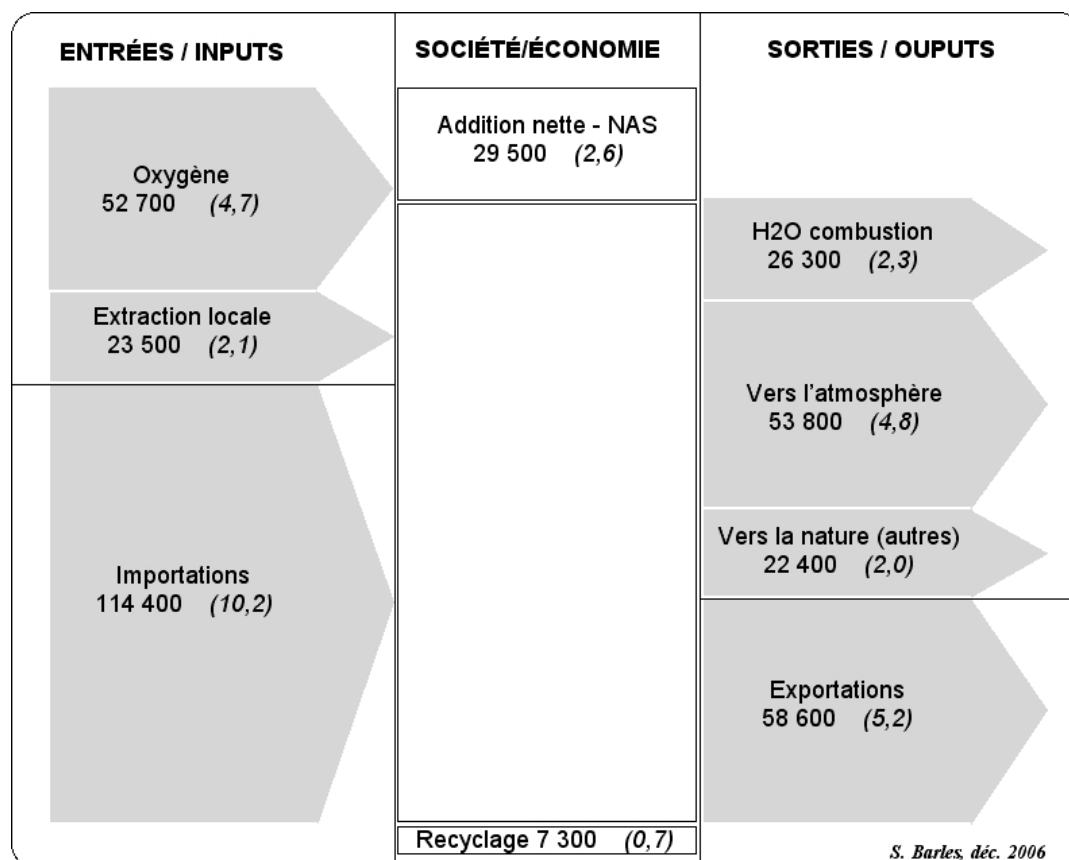 ENTRÉES / INPUTS
SOCIÉTÉ/ÉCONOMIE
SORTIES / OUPUTS
Oxygène
52 700 (4,7)
Extraction locale
23 500 (2,1)
Importations
114 400 (10,2)
Addition nette - NAS
29 500 (2,6)
Recyclage 7 300 (0,7)
H2O combustion
26 300 (2,3)
Vers l'atmosphère
53 800 (4,8)
Vers la nature (autres)
22 400 (2,0)
Exportations
58 600 (5,2)
S. Barles, déc. 2006